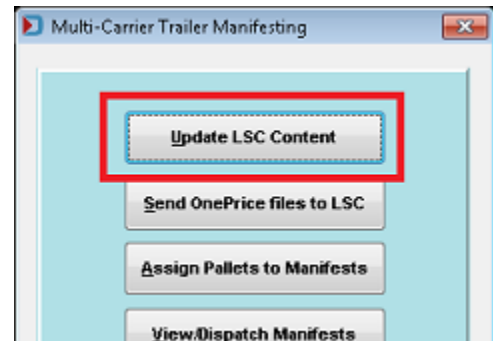 Multi-Carrier Trailer Manifesting
Update LSC Content
Send OnePrice files to LSC
Assign Pallets to Manifests
View/Dispatch Manifests